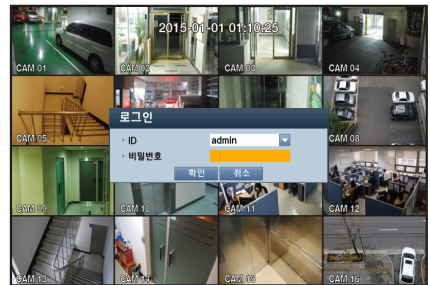 2015-01-01 01:10:25
CAM 01
CAM 02
CAM 03
CAM 04
로그인
· ID
admin
· 비밀번호
확인
취소
CAM 05
CAM 08
CAM 09
CAM 10
CAM 11
CAM 12
CAM 13
CAM 14
CAM 15
CAM 16